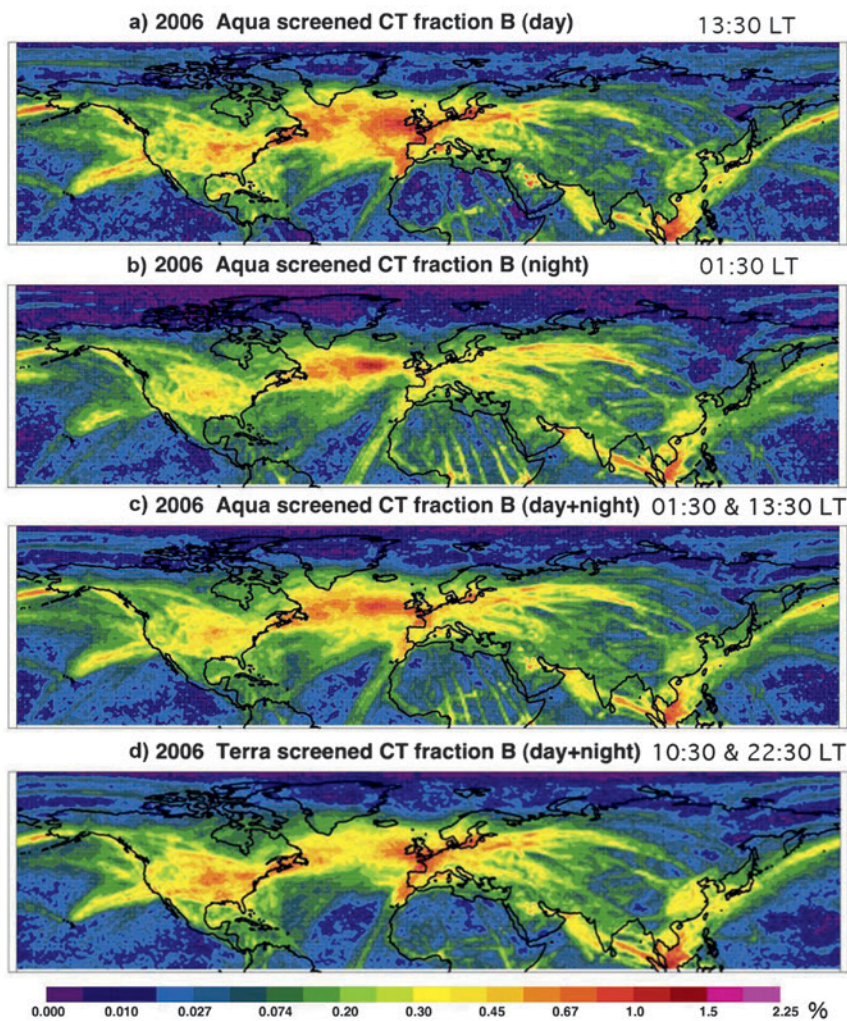 a) 2006 Aqua screened CT fraction B (day) 13:30 LT
b) 2006 Aqua screened CT fraction B (night) 01:30 LT
c) 2006 Aqua screened CT fraction B (day+night) 01:30 & 13:30 LT
d) 2006 Terra screened CT fraction B (day+night) 10:30 & 22:30 LT
0.000 0.010 0.027 0.074 0.20 0.30 0.45 0.67 1.0 1.5 2.25 %